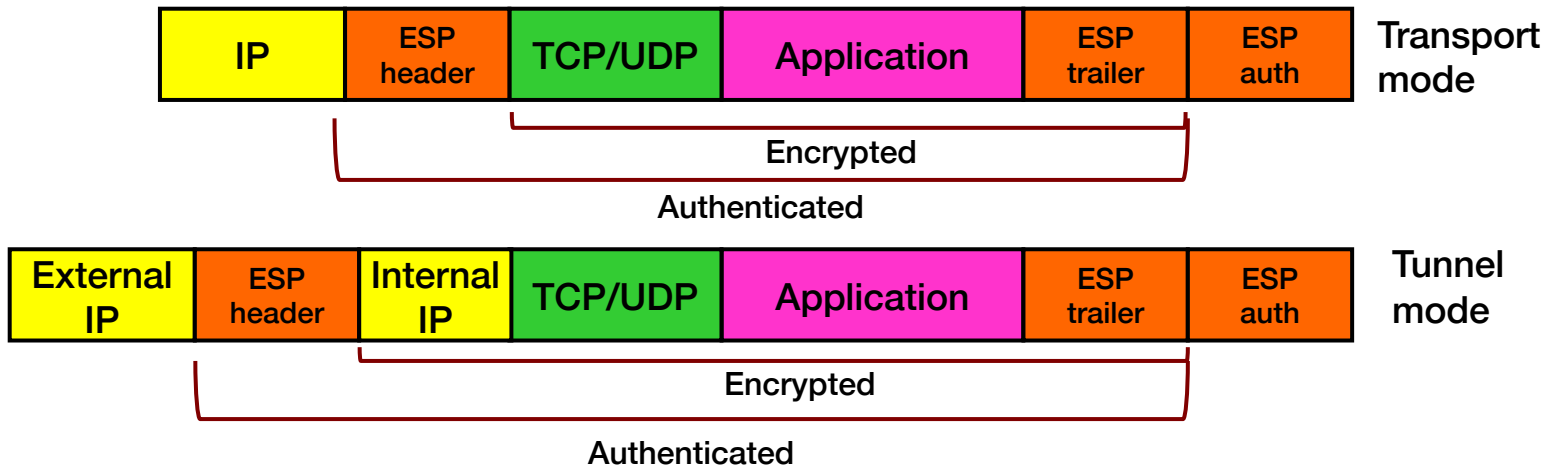 IP
ESP
header
TCP/UDP
Application
ESP
trailer
ESP
auth
Transport
mode
Encrypted
Authenticated
External
IP
ESP
header
Internal
IP
TCP/UDP
Application
ESP
trailer
ESP
auth
Tunnel
mode
Encrypted
Authenticated